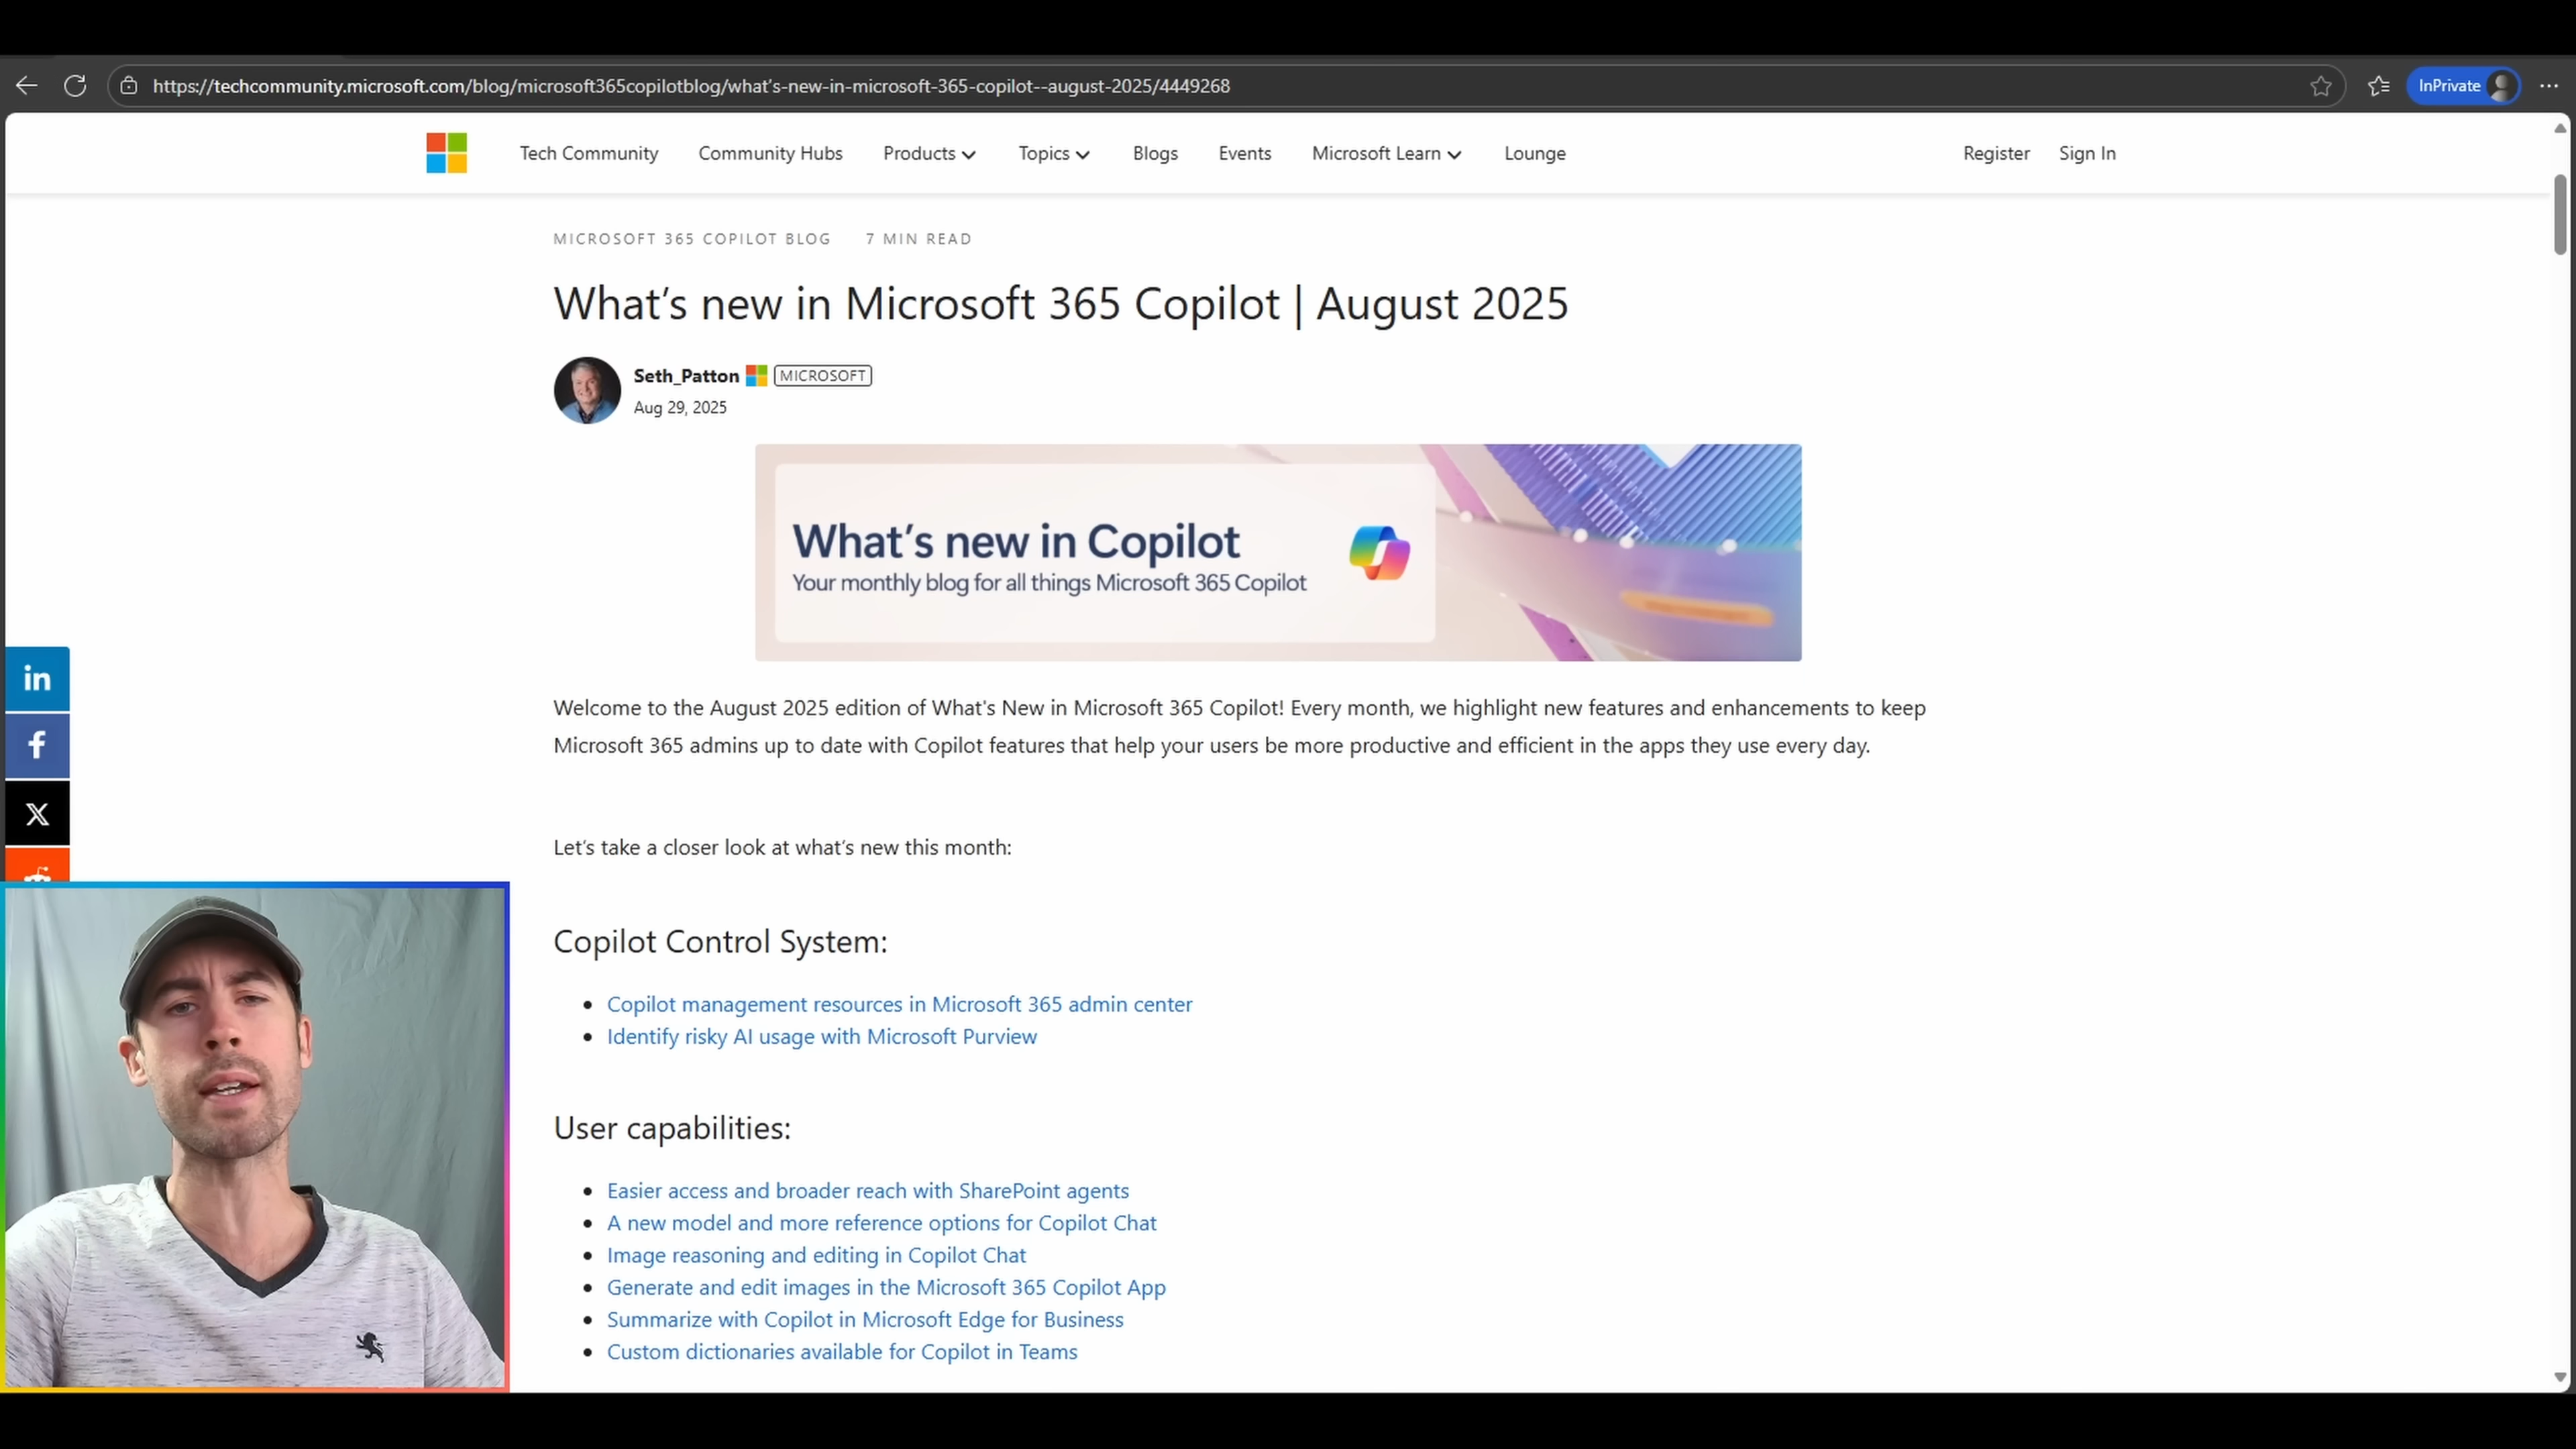 https://techcommunity.microsoft.com/blog/microsoft365copilotblog/what's-new-in-microsoft-365-copilot--august-2025/4449268
InPrivate
Tech Community Community Hubs Products Topics Blogs Events Microsoft Learn Lounge Register Sign In
MICROSOFT 365 COPILOT BLOG 7 MIN READ
What's new in Microsoft 365 Copilot | August 2025
Seth_Patton MICROSOFT
Aug 29, 2025
What's new in Copilot
Your monthly blog for all things Microsoft 365 Copilot
Welcome to the August 2025 edition of What's New in Microsoft 365 Copilot! Every month, we highlight new features and enhancements to keep
Microsoft 365 admins up to date with Copilot features that help your users be more productive and efficient in the apps they use every day.
Let's take a closer look at what's new this month:
in
f
X
Copilot Control System:
• Copilot management resources in Microsoft 365 admin center
• Identify risky AI usage with Microsoft Purview
User capabilities:
• Easier access and broader reach with SharePoint agents
• A new model and more reference options for Copilot Chat
• Image reasoning and editing in Copilot Chat
• Generate and edit images in the Microsoft 365 Copilot App
• Summarize with Copilot in Microsoft Edge for Business
• Custom dictionaries available for Copilot in Teams